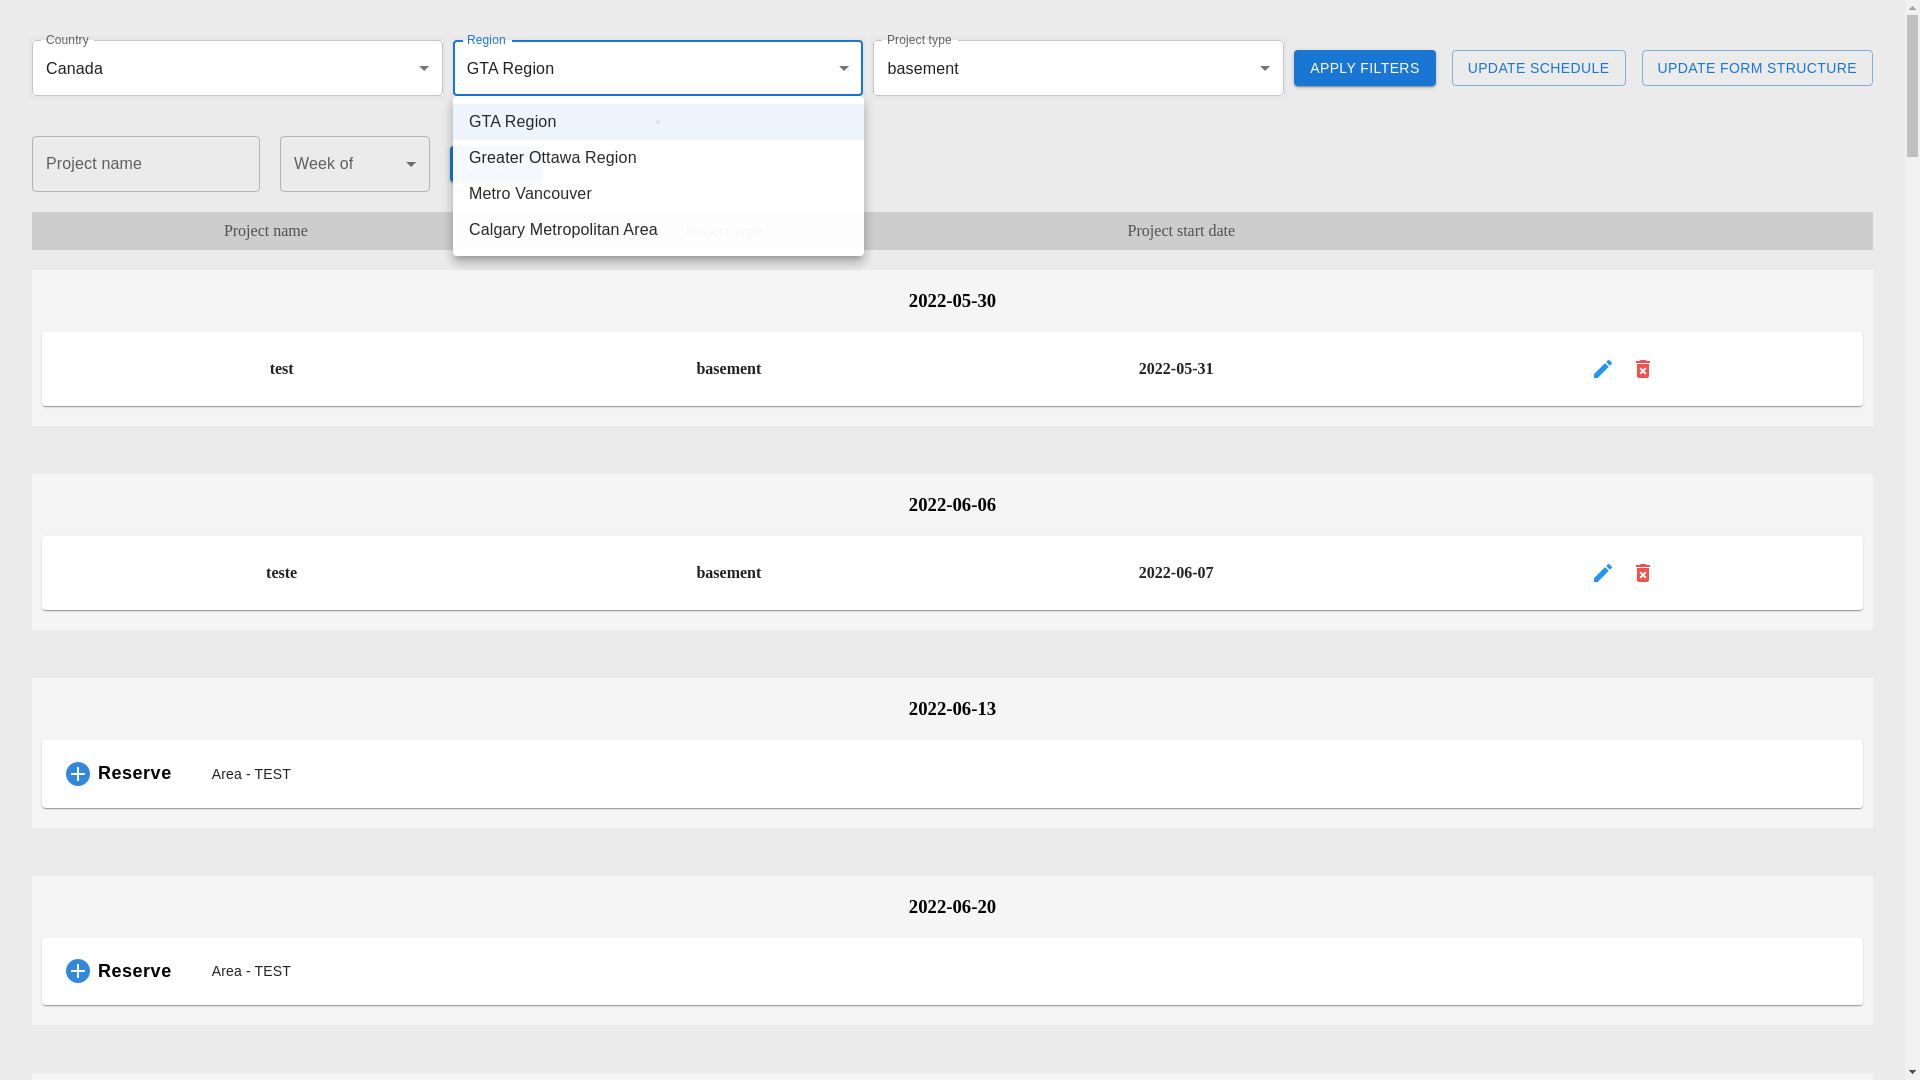 Country
Canada
Region
GTA Region
Project type
basement
APPLY FILTERS
UPDATE SCHEDULE
UPDATE FORM STRUCTURE
GTA Region
Greater Ottawa Region
Metro Vancouver
Calgary Metropolitan Area
Project name
Week of
Project name
Project type
Project start date
2022-05-30
test
basement
2022-05-31
2022-06-06
teste
basement
2022-06-07
2022-06-13
Reserve
Area - TEST
2022-06-20
Reserve
Area - TEST